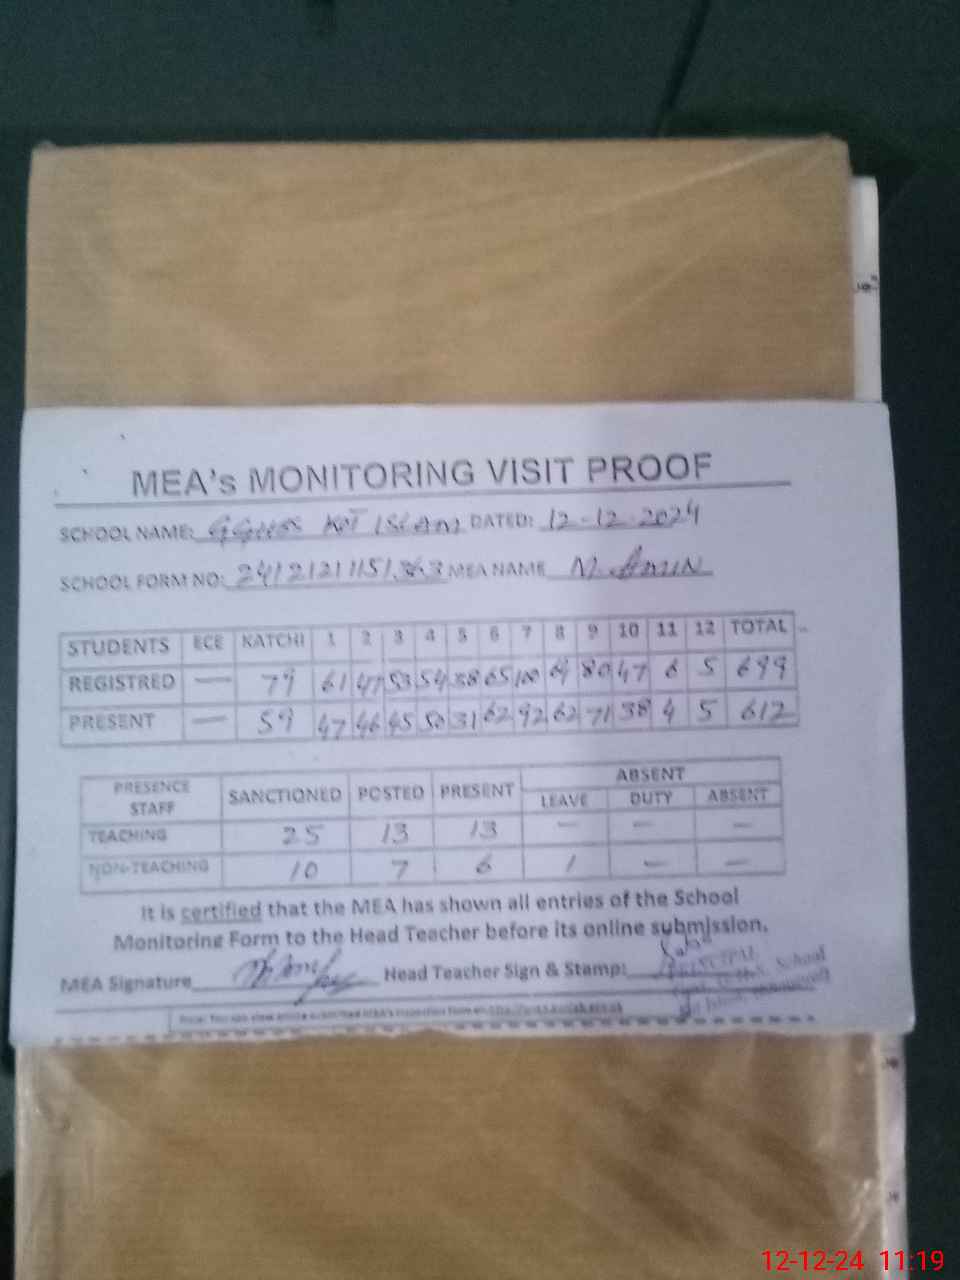 MEA's MONITORING VISIT PROOF
SCHOOL NAME: GGHSS KOT ISLAM DATED: 12-12-2024
SCHOOL FORM NO: 24121211151363 MEA NAME M. Amin
STUDENTS ECE KATCHI 1 2 3 4 5 6 7 8 9 10 11 12 TOTAL
REGISTRED — 79 61 47 53 54 38 65 100 64 80 47 6 5 699
PRESENT — 59 47 46 45 50 31 62 92 62 71 38 4 5 612
PRESENCE STAFF SANCTIONED POSTED PRESENT ABSENT
LEAVE DUTY ABSENT
TEACHING 25 13 13 — — —
NON-TEACHING 10 7 6 1 — —
It is certified that the MEA has shown all entries of the School
Monitoring Form to the Head Teacher before its online submission.
MEA Signature Head Teacher Sign & Stamp:
PRINCIPAL
School
12-12-24 11:19